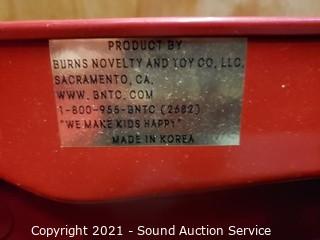 PRODUCT BY
BURNS NOVELTY AND TOY CO, LLC.
SACRAMENTO, CA.
WWW. BNTC. COM
1-800-955-BNTC (2682)
"WE MAKE KIDS HAPPY"
MADE IN KOREA
Copyright 2021 - Sound Auction Service